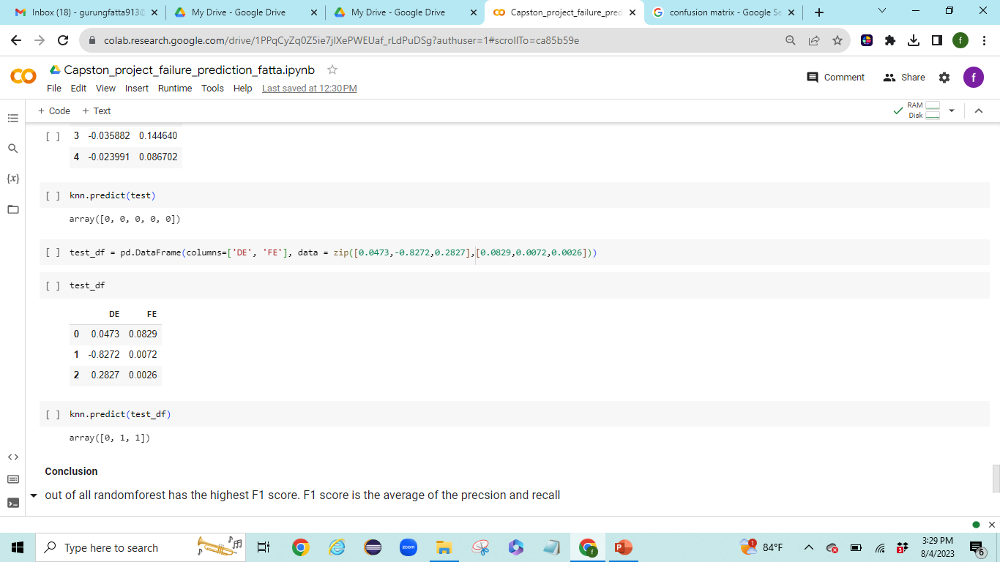 Inbox (18) - gurungfatta913@
My Drive - Google Drive
My Drive - Google Drive
Capston_project_failure_pred
confusion matrix - Google Se
colab.research.google.com/drive/1PPqCyZq0Z5ie7jIXePWEUaf_rLdPuDSg?authuser=1#scrollTo=ca85b59e
f
Capston_project_failure_prediction_fatta.ipynb
Comment
Share
f
File Edit View Insert Runtime Tools Help Last saved at 12:30 PM
+ Code + Text
RAM
Disk
[ ] 3 -0.035882 0.144640
4 -0.023991 0.086702
{x}
[ ] knn.predict(test)
array([0, 0, 0, 0, 0])
[ ] test_df = pd.DataFrame(columns=['DE', 'FE'], data = zip([0.0473,-0.8272,0.2827],[0.0829,0.0072,0.0026]))
[ ] test_df
DE FE
0 0.0473 0.0829
1 -0.8272 0.0072
2 0.2827 0.0026
[ ] knn.predict(test_df)
array([0, 1, 1])
Conclusion
out of all randomforest has the highest F1 score. F1 score is the average of the precsion and recall
Type here to search
zoom
f
P
1
84°F
3
3:29 PM
8/4/2023
6